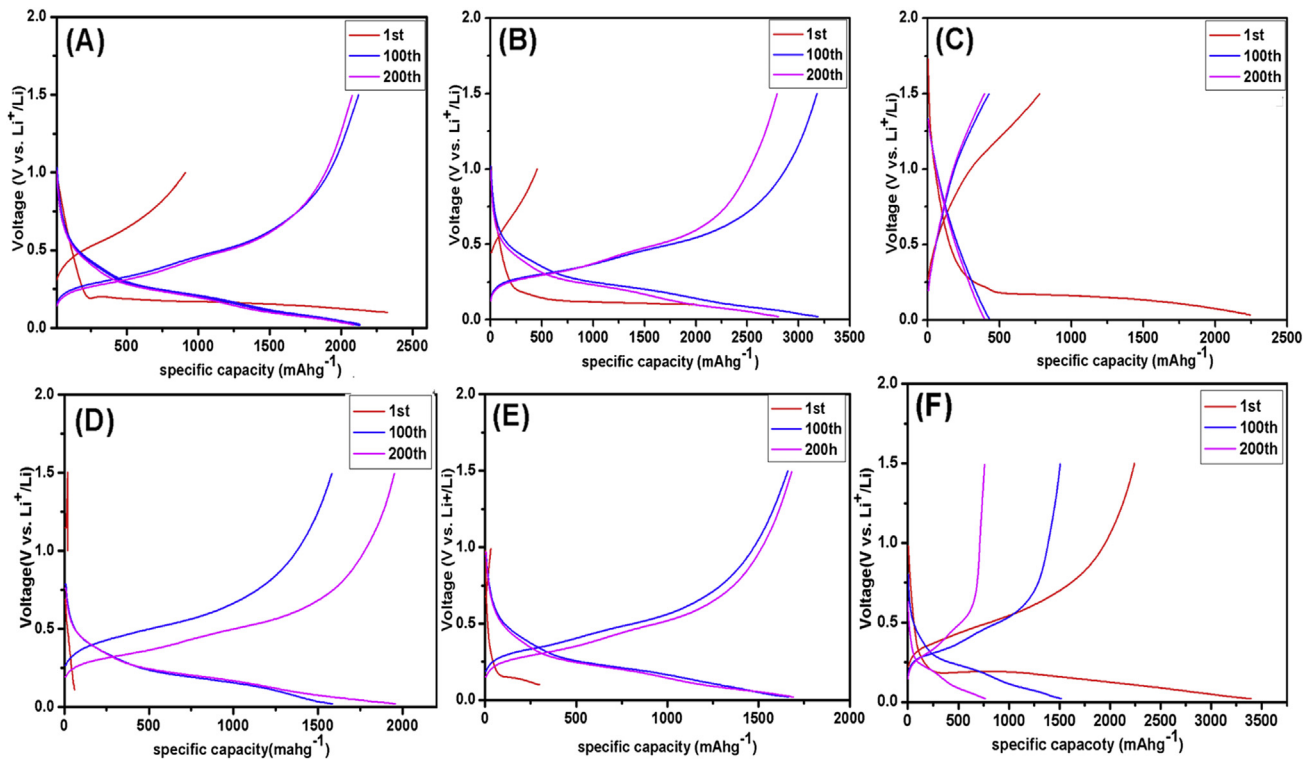 (A)
1st
100th
200th
2.0
1.5
1.0
0.5
0.0
Voltage (V vs. Li+/Li)
500
1000
1500
2000
2500
specific capacity (mAhg-1)
(B)
1st
100th
200th
2.0
1.5
1.0
0.5
0.0
Voltage (V vs. Li+/Li)
500
1000
1500
2000
2500
3000
3500
specific capacity (mAhg-1)
(C)
1st
100th
200th
2.0
1.5
1.0
0.5
0.0
Voltage (V vs. Li+/Li)
0
500
1000
1500
2000
2500
specific capacity (mAhg-1)
(D)
1st
100th
200th
2.0
1.5
1.0
0.5
0.0
Voltage(V vs. Li+/Li)
0
500
1000
1500
2000
specific capacity(mahg-1)
(E)
1st
100th
200h
2.0
1.5
1.0
0.5
0.0
Voltage (V vs. Li+/Li)
0
500
1000
1500
2000
specific capacity (mAhg-1)
(F)
1st
100th
200th
2.0
1.5
1.0
0.5
0.0
Voltage(V vs. Li+/Li)
0
500
1000
1500
2000
2500
3000
3500
specific capacoty (mAhg-1)